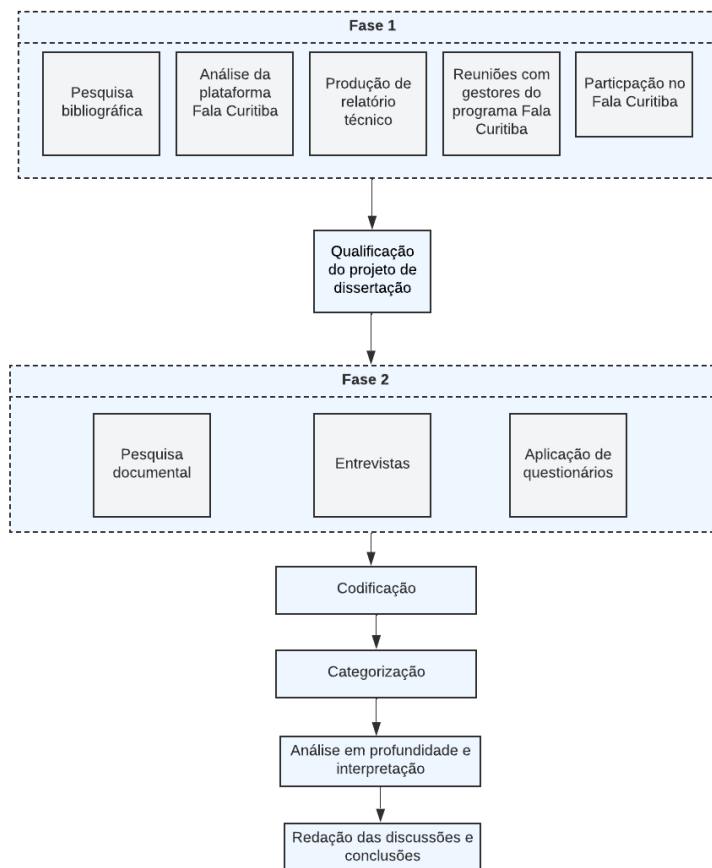 Fase 1
Pesquisa
bibliográfica
Análise da
plataforma
Fala Curitiba
Produção de
relatório
técnico
Reuniões com
gestores do
programa Fala
Curitiba
Particpação no
Fala Curitiba
Qualificação
do projeto de
dissertação
Fase 2
Pesquisa
documental
Entrevistas
Aplicação de
questionários
Codificação
Categorização
Análise em profundidade e
interpretação
Redação das discussões e
conclusões